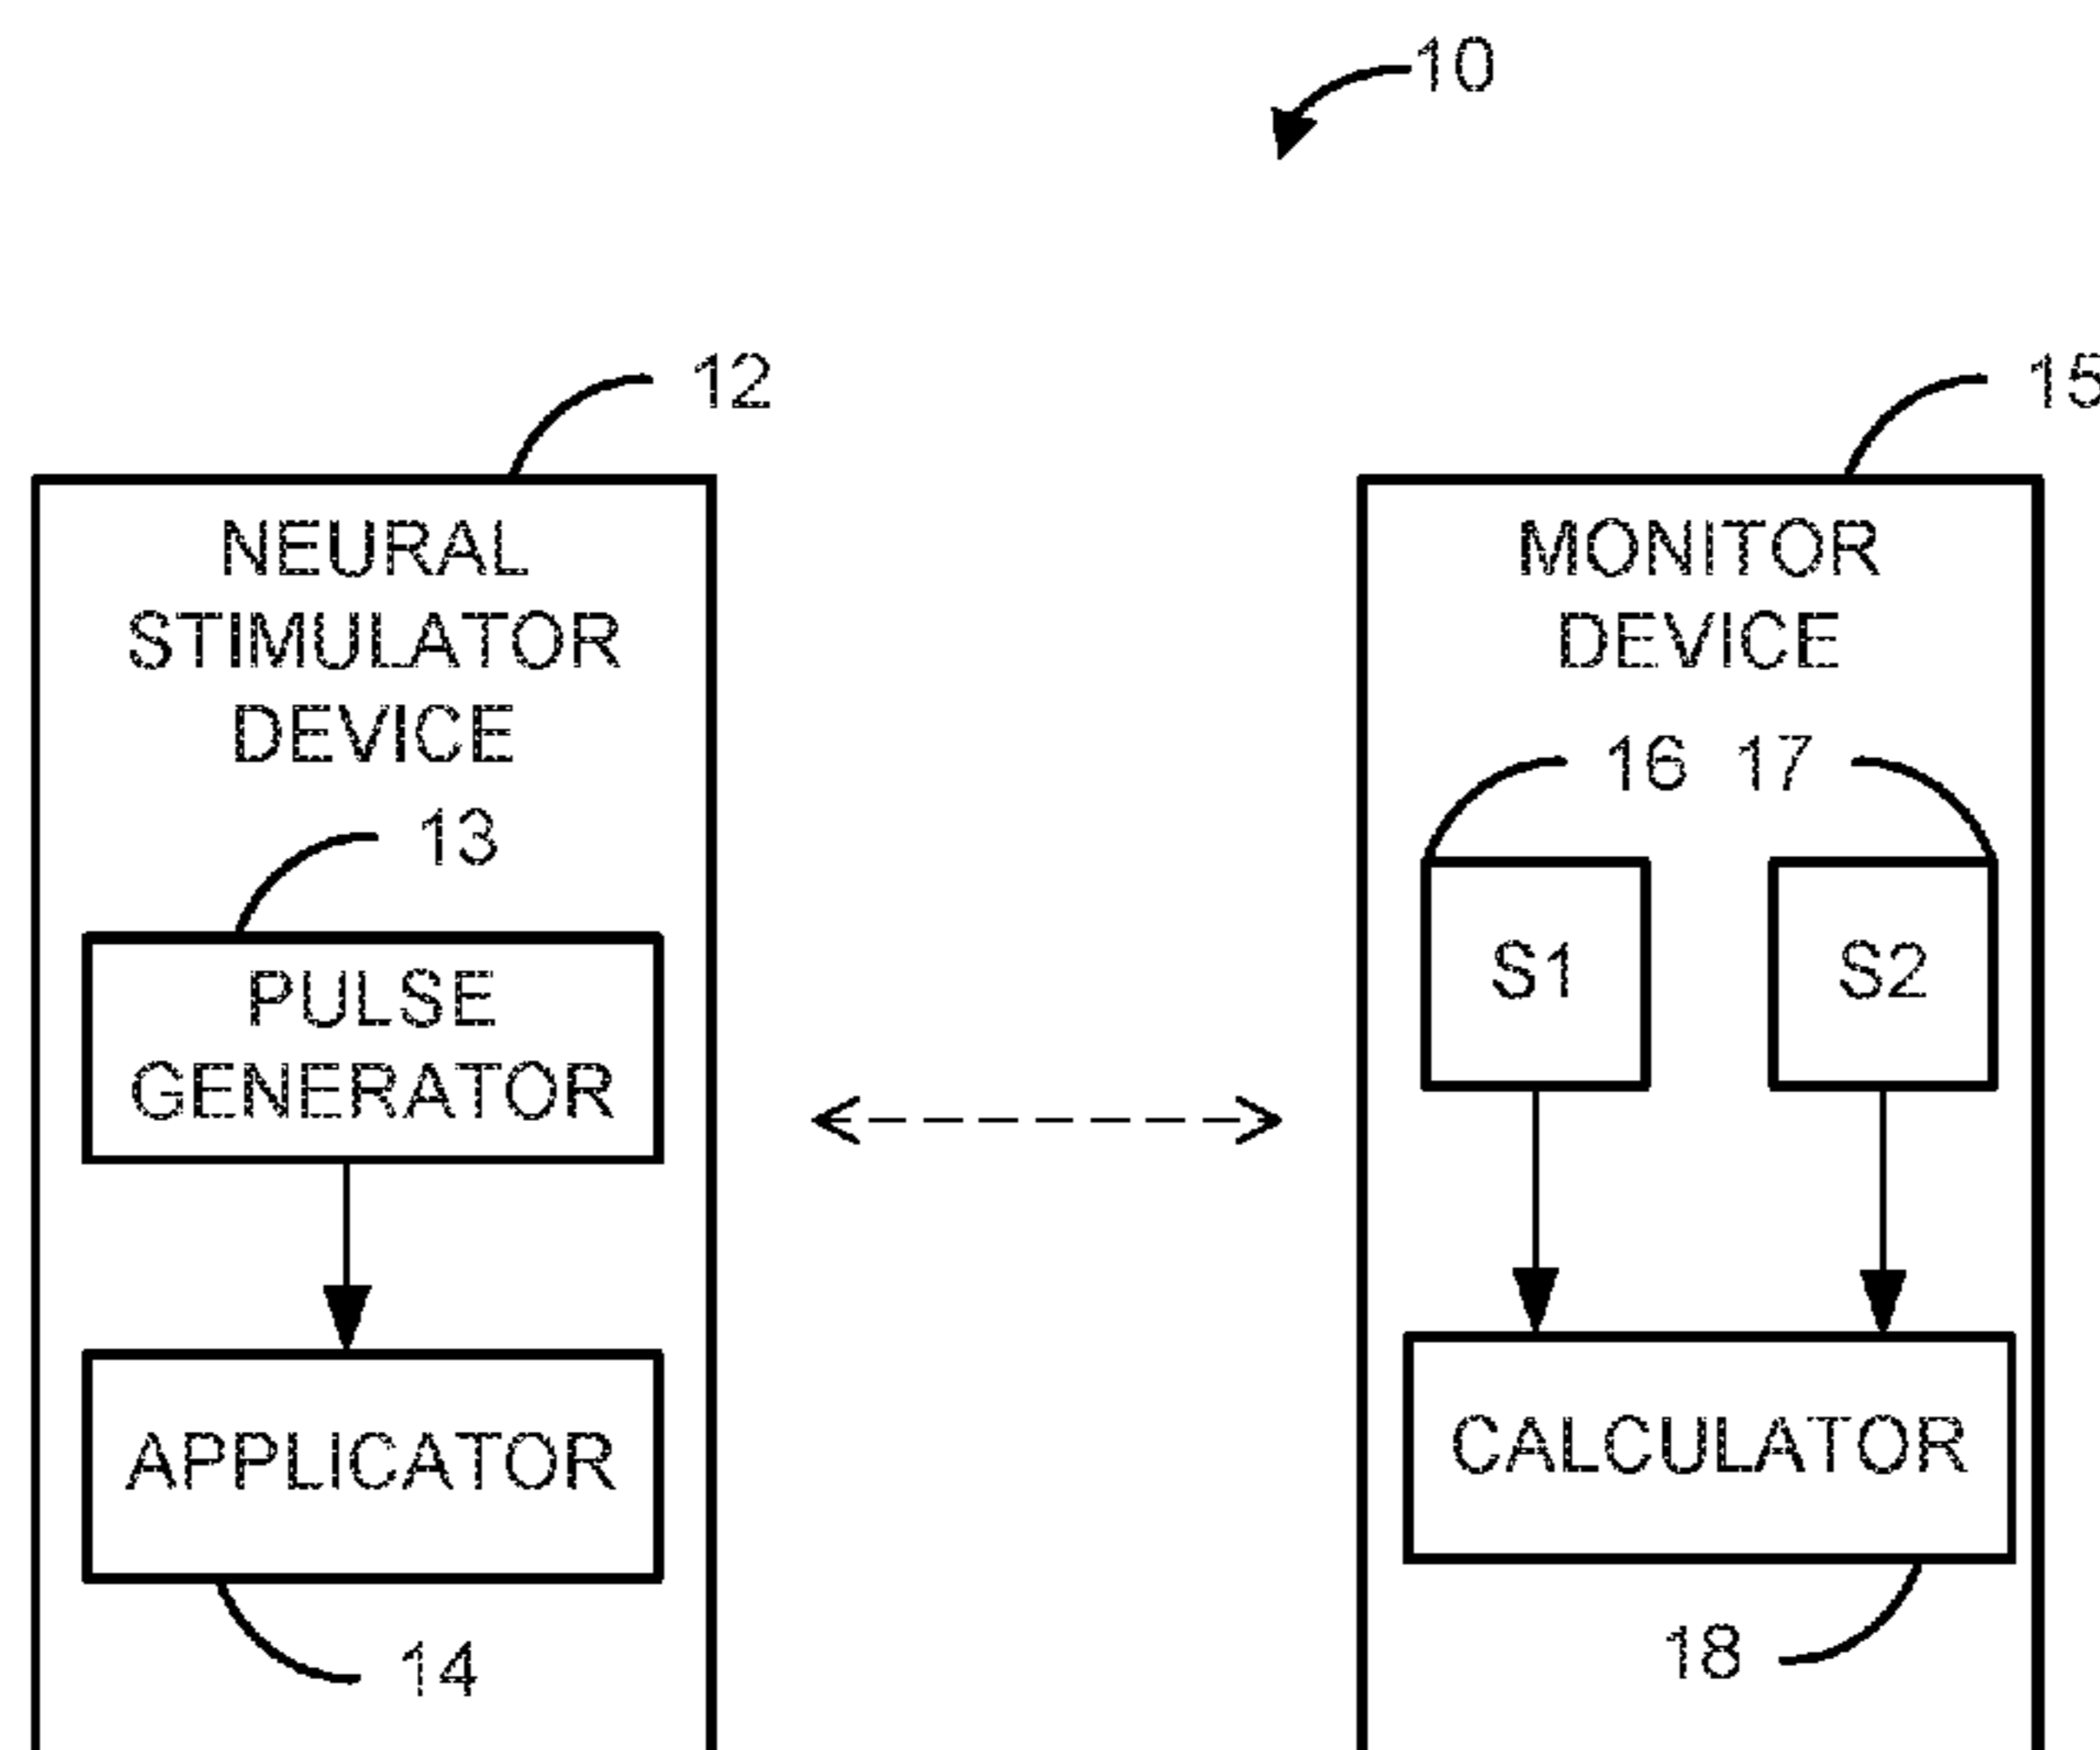 10
12
NEURAL
STIMULATOR
DEVICE
13
PULSE
GENERATOR
APPLICATOR
14
15
MONITOR
DEVICE
16 17
S1 S2
CALCULATOR
18